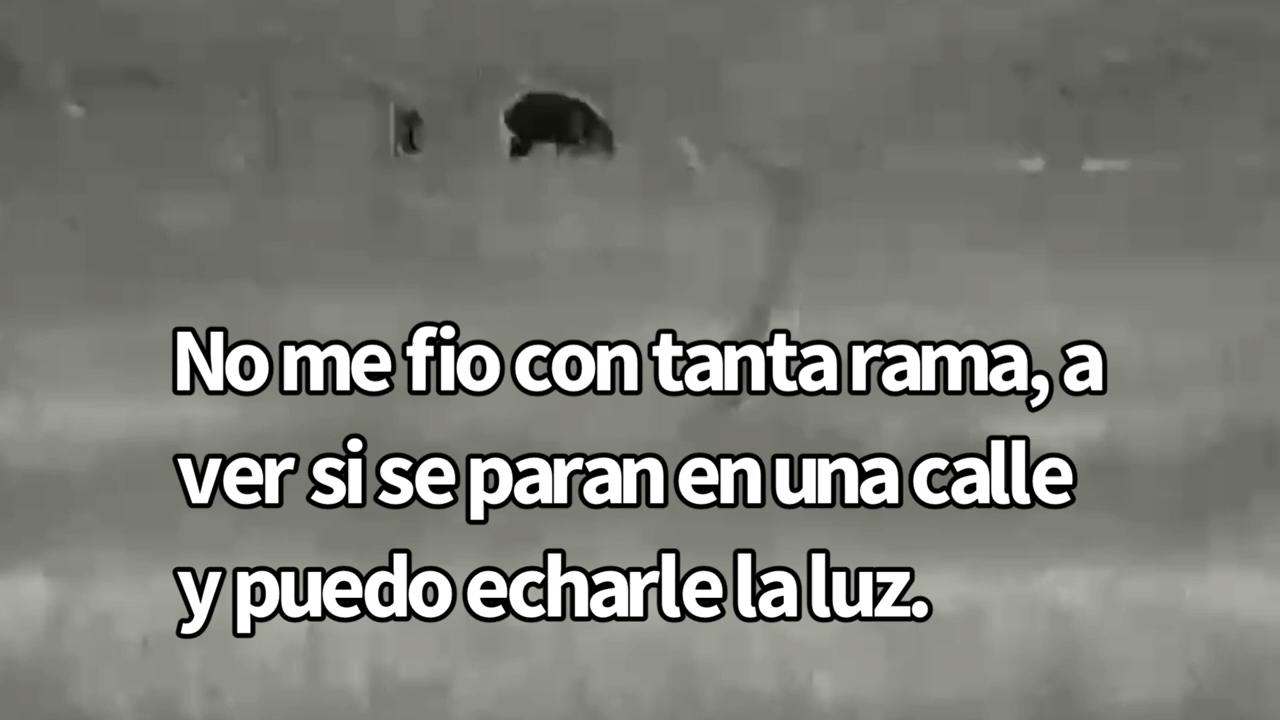 No me fio con tanta rama, a
ver si se paran en una calle
y puedo echarle la luz.